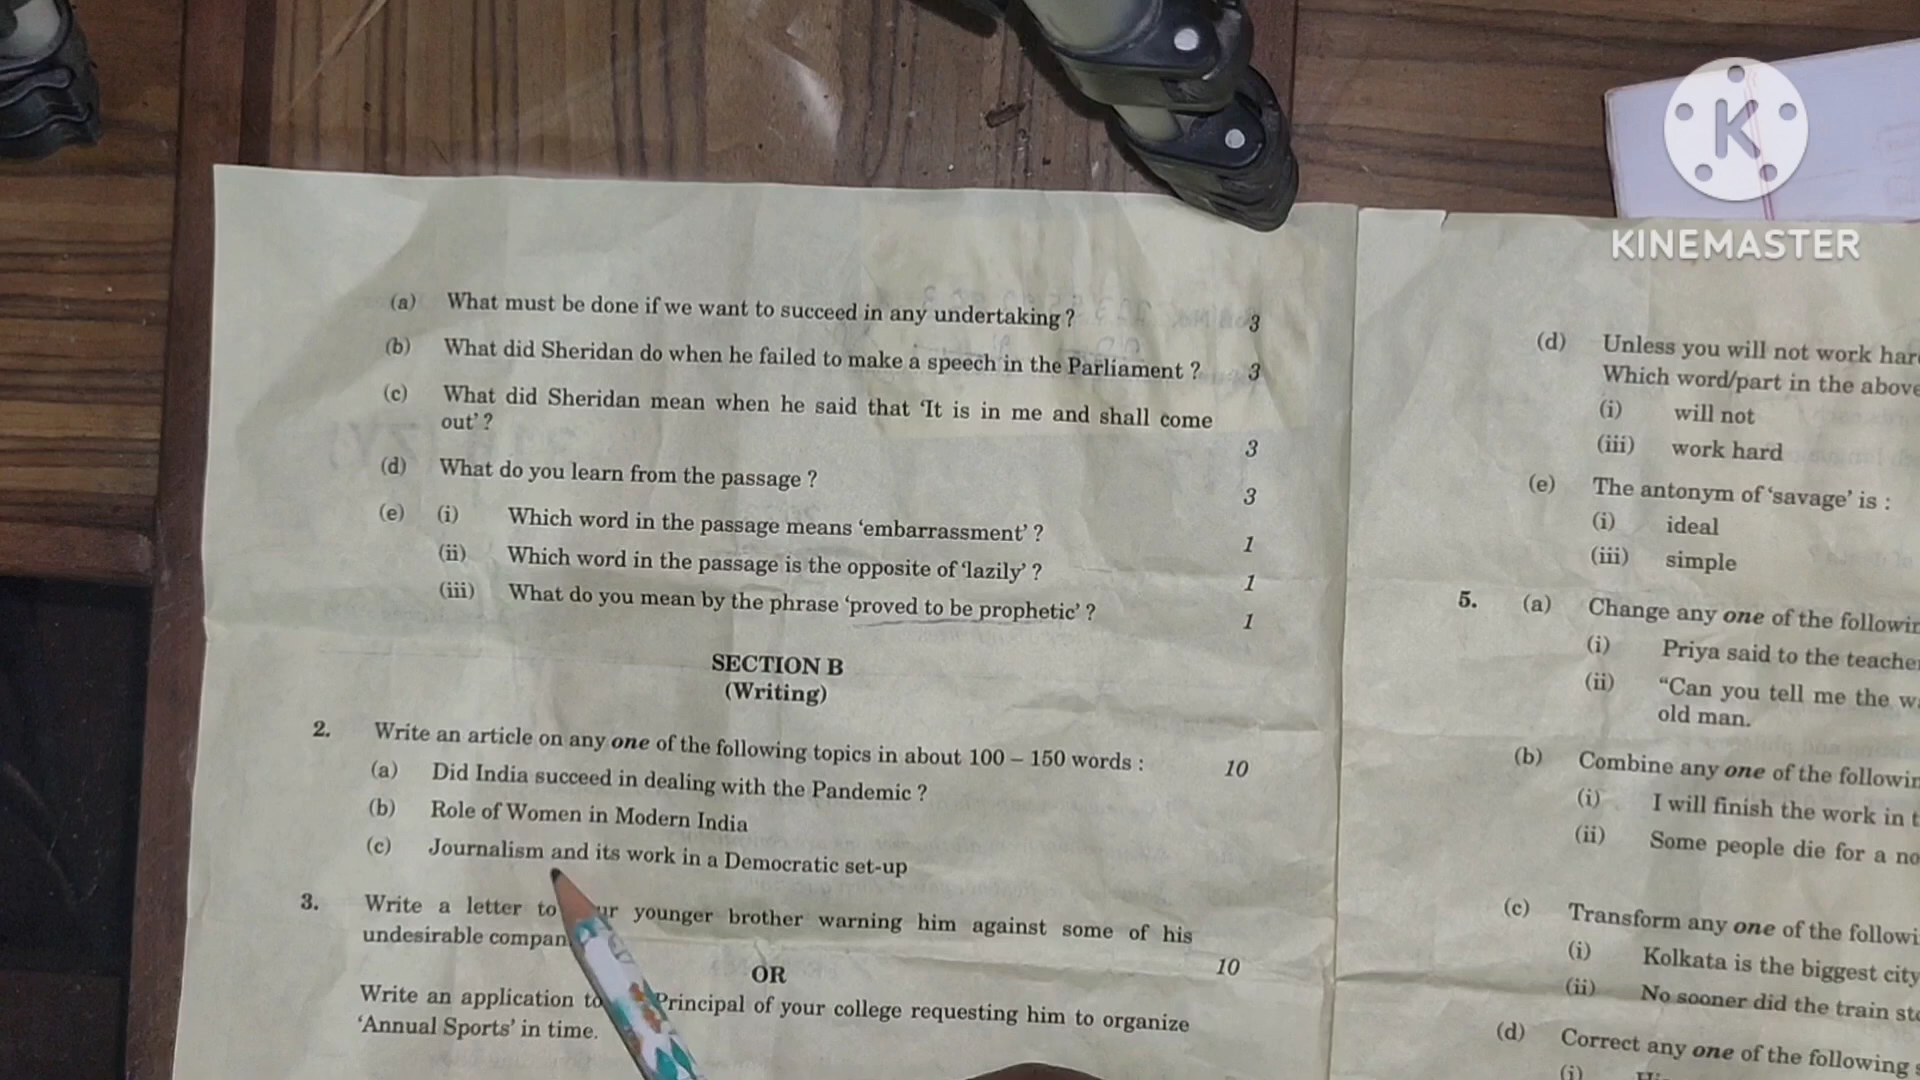 KINEMASTER
(a) What must be done if we want to succeed in any undertaking ? 3
(b) What did Sheridan do when he failed to make a speech in the Parliament ? 3
(c) What did Sheridan mean when he said that 'It is in me and shall come
out' ? 3
(d) What do you learn from the passage ? 3
(e) (i) Which word in the passage means 'embarrassment' ? 1
(ii) Which word in the passage is the opposite of 'lazily' ? 1
(iii) What do you mean by the phrase 'proved to be prophetic' ? 1
SECTION B
(Writing)
2. Write an article on any one of the following topics in about 100 – 150 words : 10
(a) Did India succeed in dealing with the Pandemic ?
(b) Role of Women in Modern India
(c) Journalism and its work in a Democratic set-up
3. Write a letter to younger brother warning him against some of his
undesirable 10
OR
Write an application to Principal of your college requesting him to organize
'Annual Sports' in time.
(d) Unless you will not work
Which word/part in the above
(i) will not
(iii) work hard
(e) The antonym of 'savage' is :
(i) ideal
(iii) simple
5. (a) Change any one of the
(i) Priya said to the
(ii) "Can you tell me the
old man.
(b) Combine any one of the
(i) I will finish the work in
(ii) Some people die for a
(c) Transform any one of the
(i) Kolkata is the biggest city
(ii) No sooner did the train
(d) Correct any one of the following
(i)